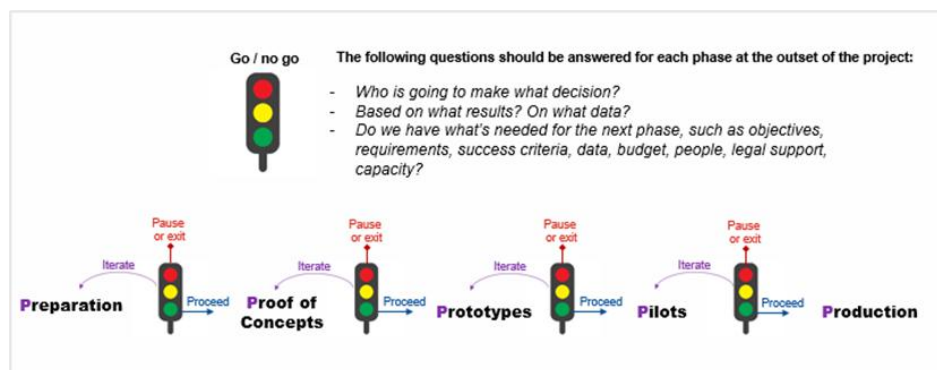 Go / no go
The following questions should be answered for each phase at the outset of the project:
- Who is going to make what decision?
- Based on what results? On what data?
- Do we have what's needed for the next phase, such as objectives,
requirements, success criteria, data, budget, people, legal support,
capacity?
Pause
or exit
Pause
or exit
Pause
or exit
Pause
or exit
Iterate
Iterate
Iterate
Iterate
Preparation
Proceed
Proof of
Concepts
Proceed
Prototypes
Proceed
Pilots
Proceed
Production